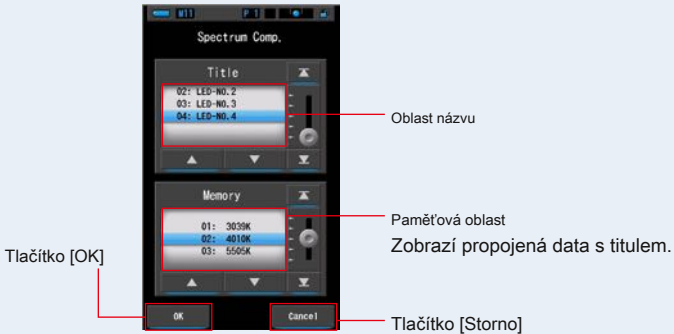 M11 P 1
Spectrum Comp.
Title
02: LED-NO.2
03: LED-NO.3
04: LED-NO.4
Oblast názvu
Memory
01: 3039K
02: 4010K
03: 5505K
Paměťová oblast
Zobrazí propojená data s titulem.
Tlačítko [OK]
OK
Cancel
Tlačítko [Storno]